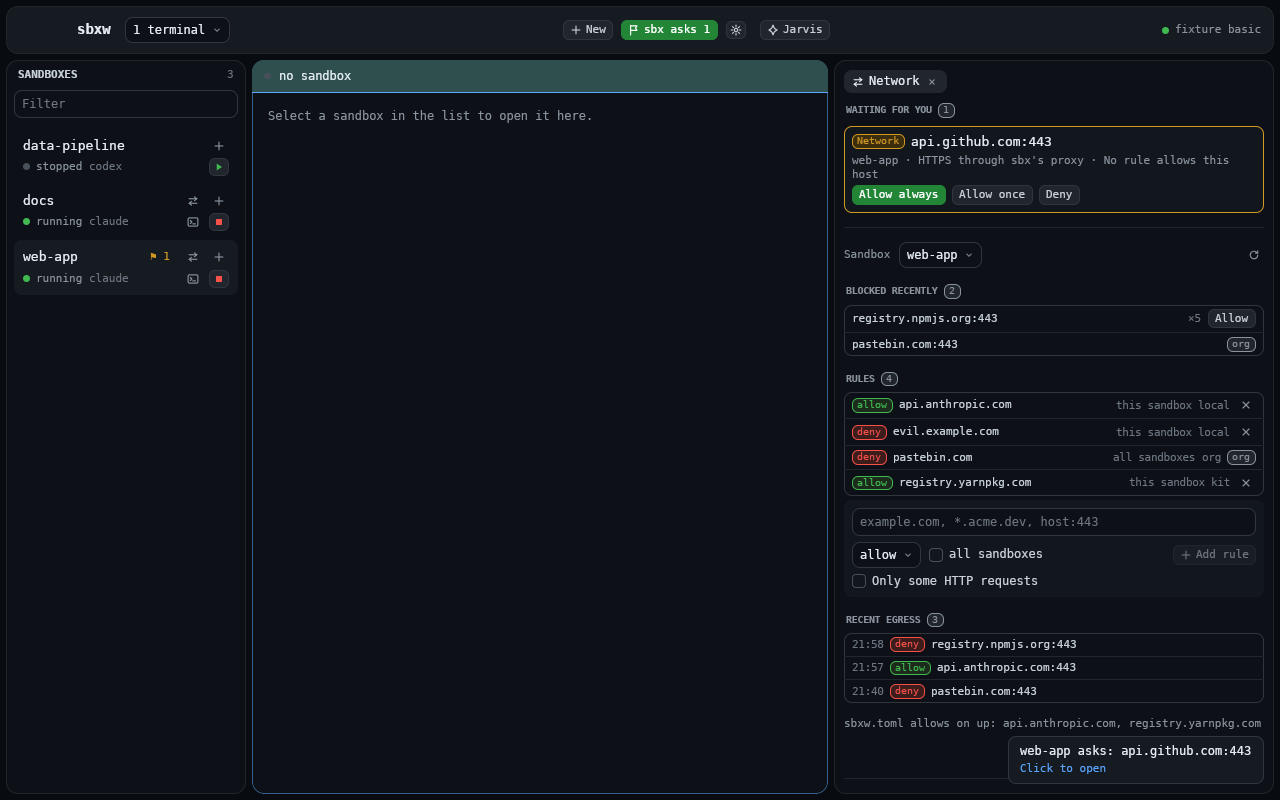 sbxw
1 terminal
New
sbx asks 1
Jarvis
fixture basic
SANDBOXES 3
Filter
data-pipeline
stopped codex
docs
running claude
web-app 1
running claude
no sandbox
Select a sandbox in the list to open it here.
Network ×
WAITING FOR YOU 1
Network api.github.com:443
web-app · HTTPS through sbx's proxy · No rule allows this
host
Allow always Allow once Deny
Sandbox web-app
BLOCKED RECENTLY 2
registry.npmjs.org:443 ×5 Allow
pastebin.com:443 org
RULES 4
allow api.anthropic.com this sandbox local
deny evil.example.com this sandbox local
deny pastebin.com all sandboxes org org
allow registry.yarnpkg.com this sandbox kit
example.com, *.acme.dev, host:443
allow all sandboxes Add rule
Only some HTTP requests
RECENT EGRESS 3
21:58 deny registry.npmjs.org:443
21:57 allow api.anthropic.com:443
21:40 deny pastebin.com:443
sbxw.toml allows on up: api.anthropic.com, registry.yarnpkg.com
web-app asks: api.github.com:443
Click to open